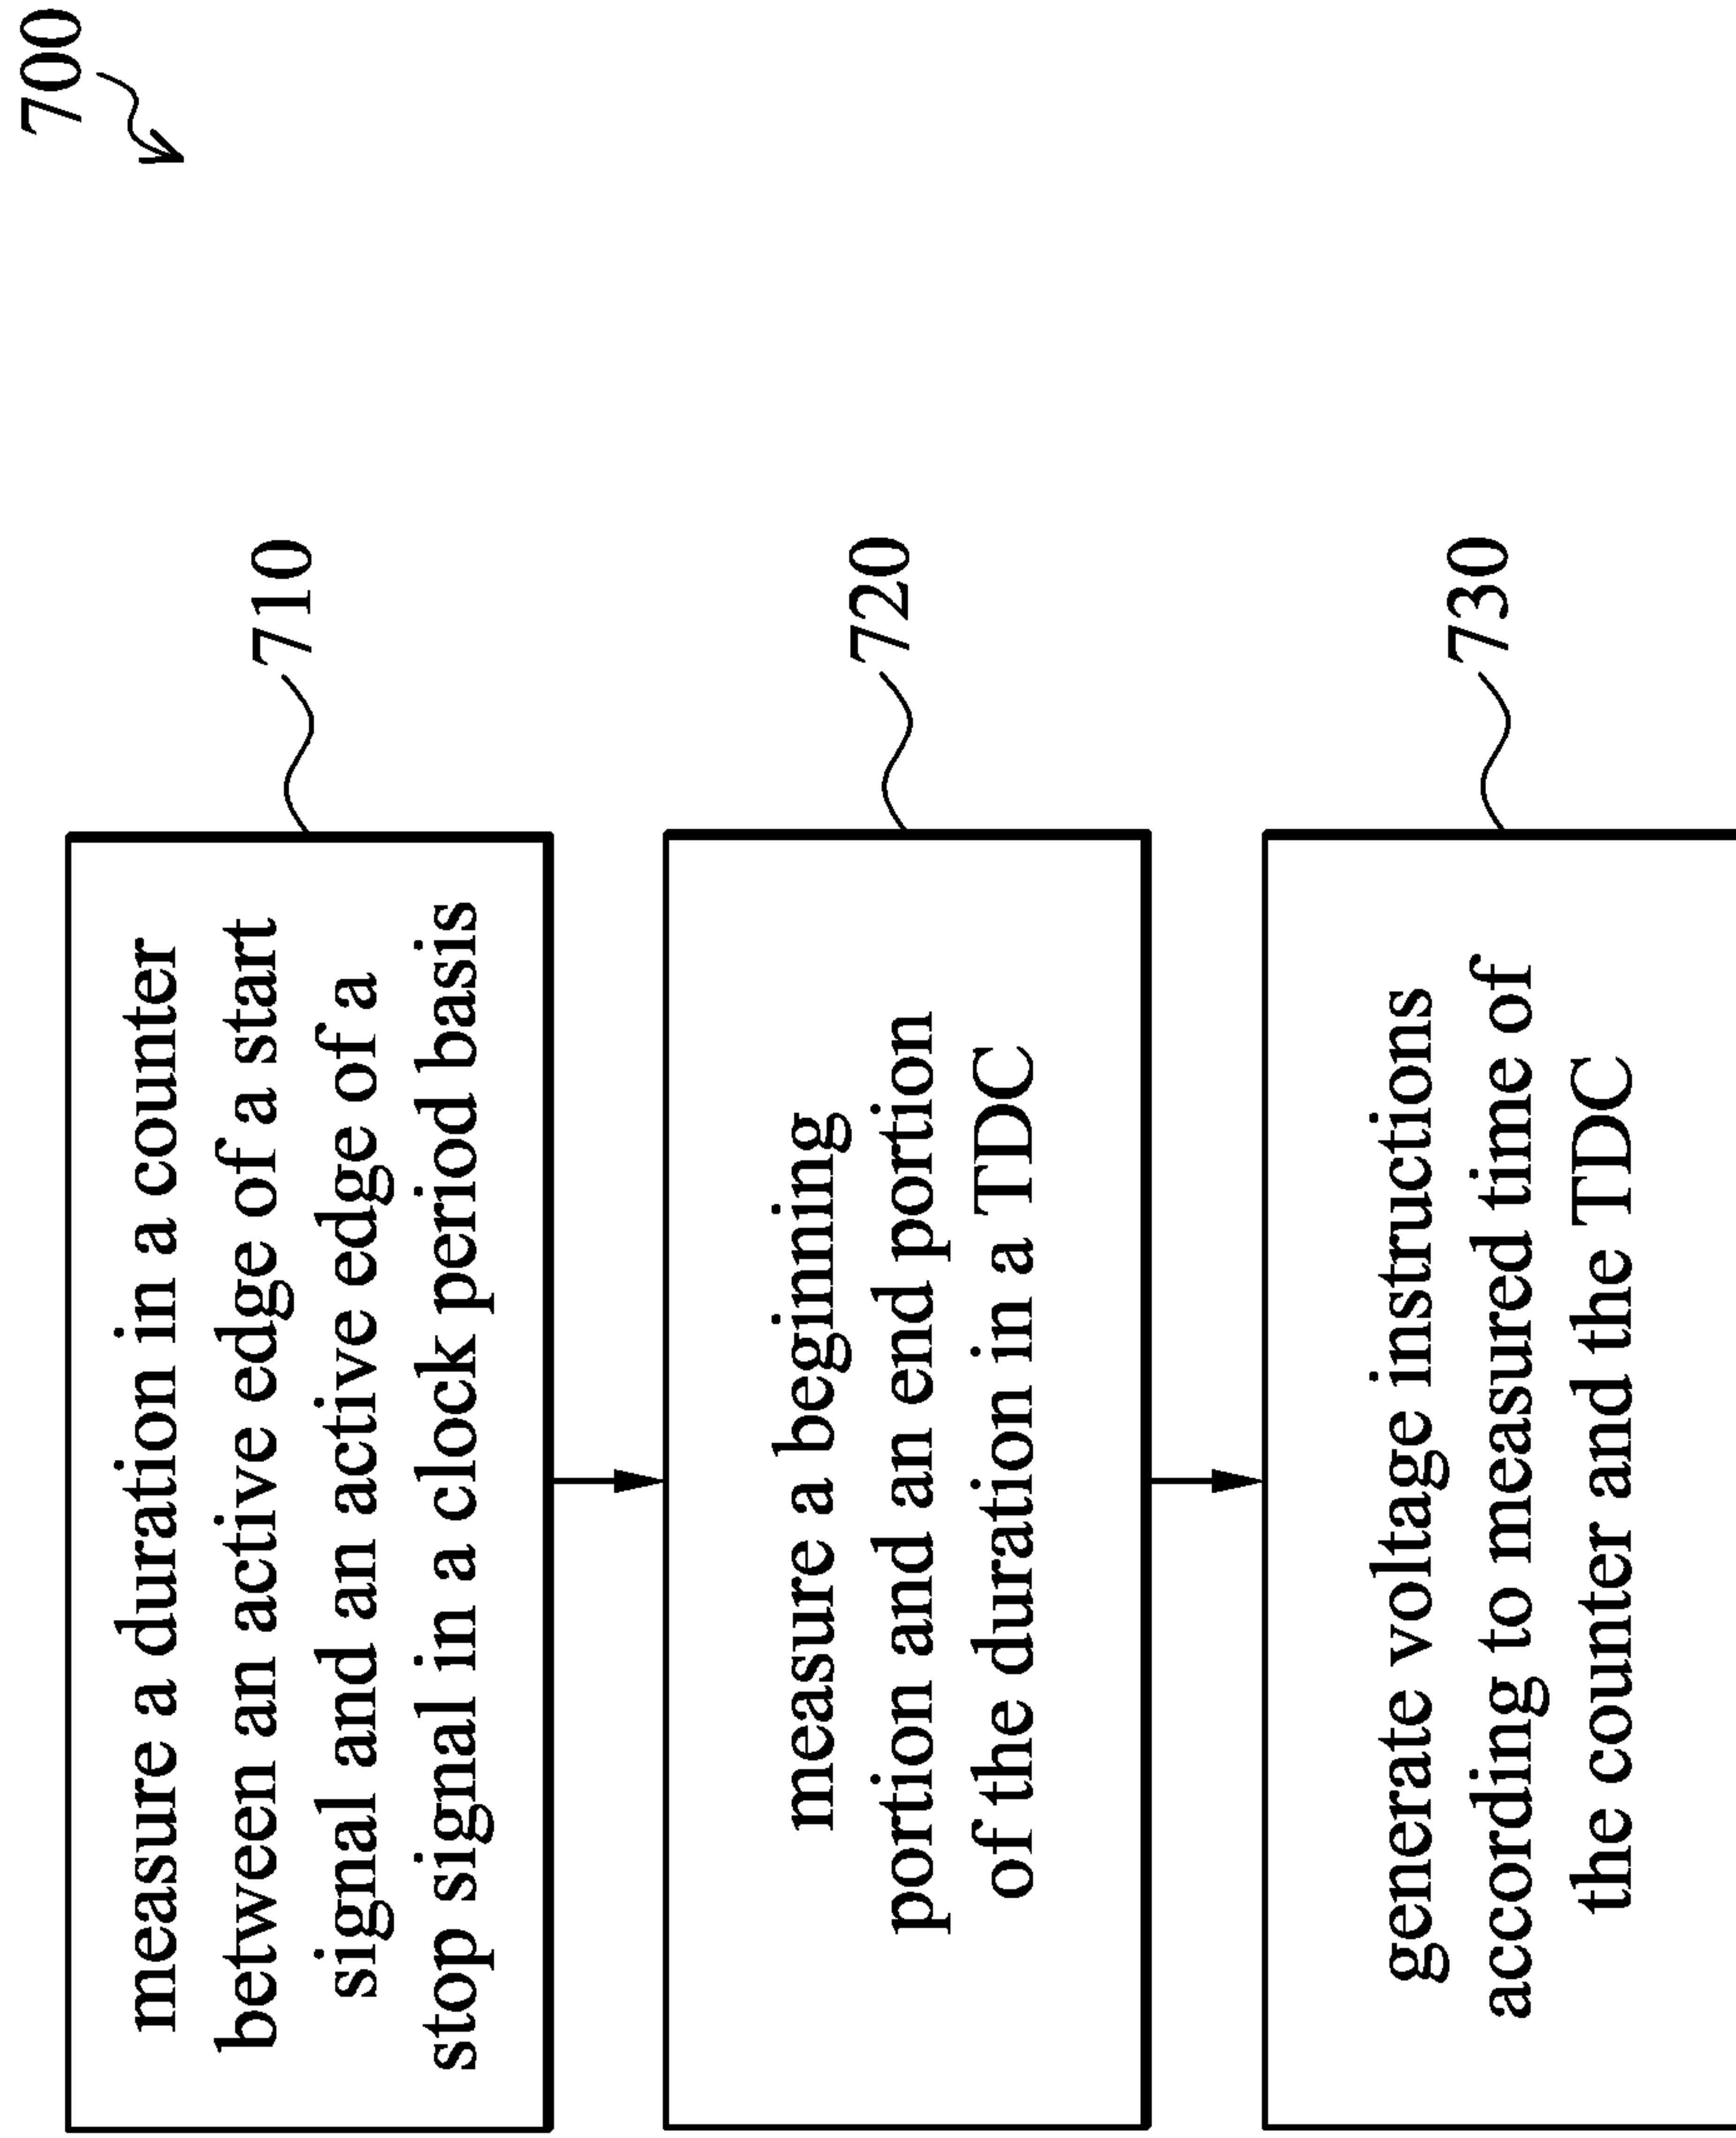 700
measure a duration in a counter
between an active edge of a start
signal and an active edge of a
stop signal in a clock period basis
710
measure a beginning
portion and an end portion
of the duration in a TDC
720
generate voltage instructions
according to measured time of
the counter and the TDC
730